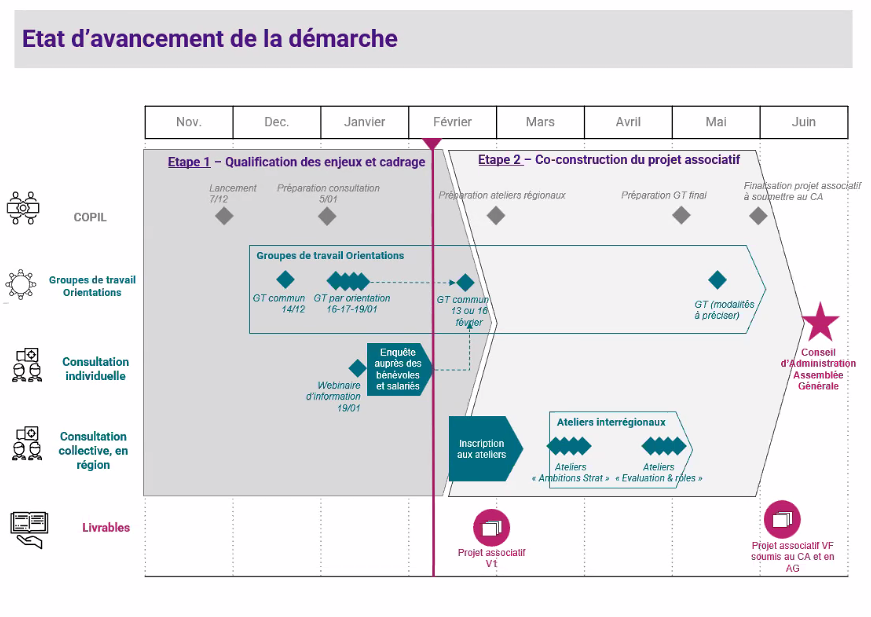 Etat d'avancement de la démarche
Nov.
Dec.
Janvier
Février
Mars
Avril
Mai
Juin
Etape 1 – Qualification des enjeux et cadrage
Etape 2 – Co-construction du projet associatif
COPIL
Lancement
7/12
Préparation consultation
5/01
Préparation ateliers régionaux
Préparation GT final
Finalisation projet associatif
à soumettre au CA
Groupes de travail
Orientations
Groupes de travail Orientations
GT commun
14/12
GT par orientation
16-17-19/01
GT commun
13 ou 16
février
GT (modalités
à préciser)
Consultation
individuelle
Webinaire
d'information
19/01
Enquête
auprès des
bénévoles
et salariés
Conseil
d'Administration
Assemblée
Générale
Consultation
collective, en
région
Inscription
aux ateliers
Ateliers interrégionaux
Ateliers
« Ambitions Strat »
Ateliers
« Evaluation & rôles »
Livrables
Projet associatif
V1
Projet associatif VF
soumis au CA et en
AG